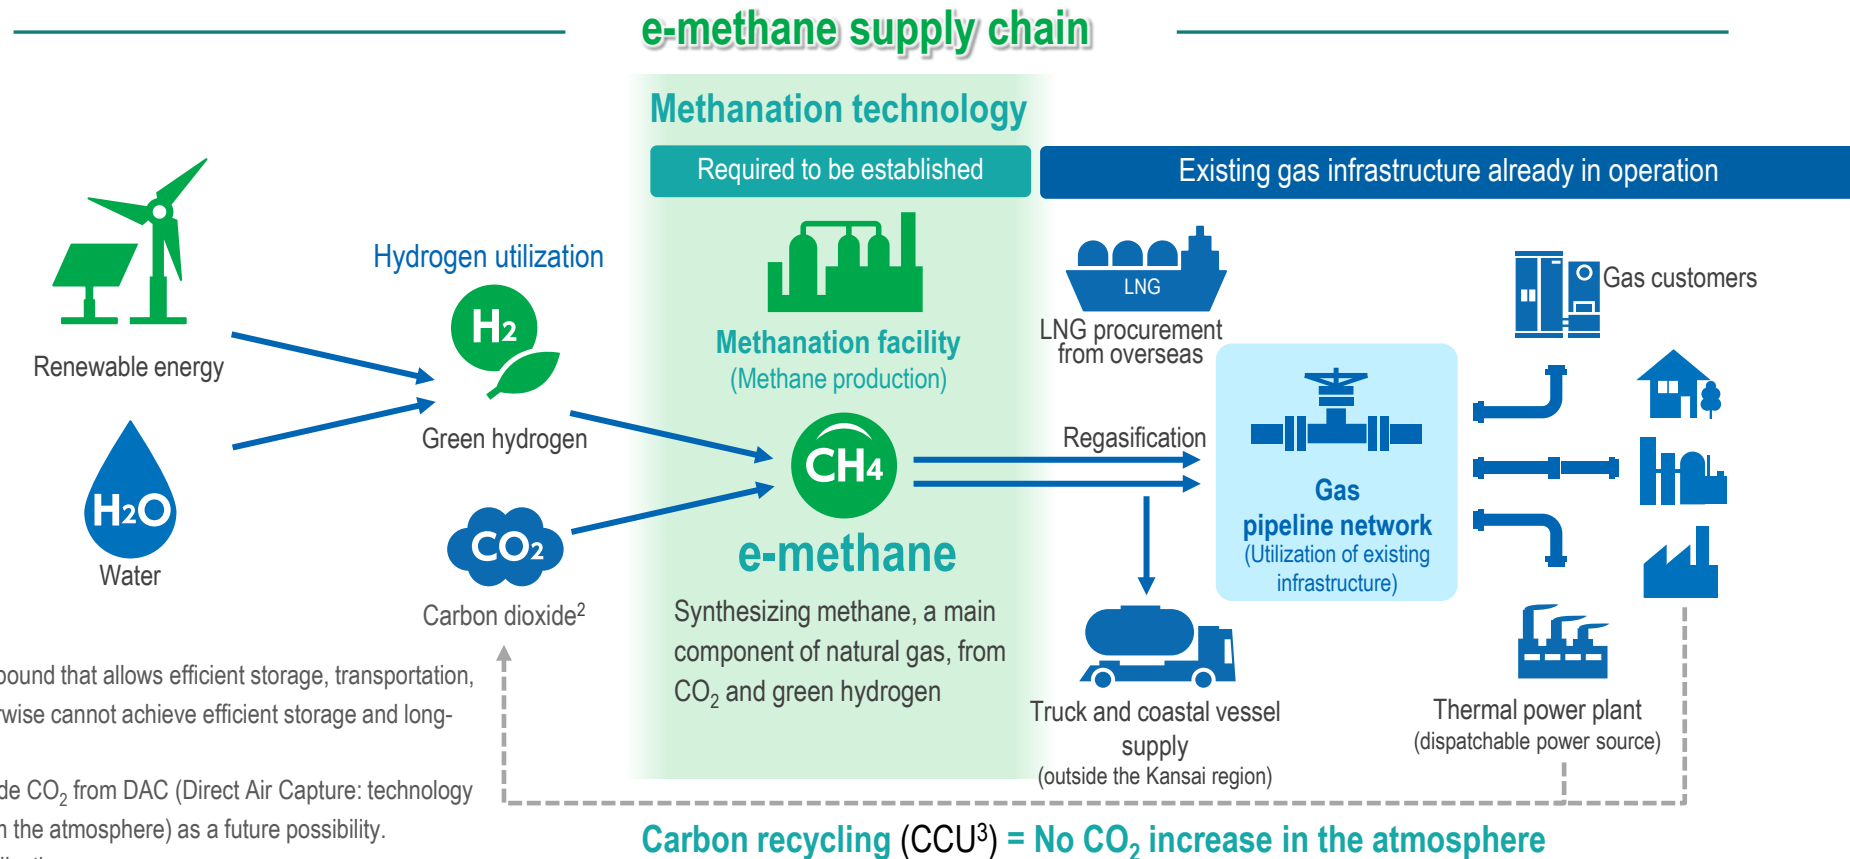 e-methane supply chain
Methanation technology
Required to be established
Existing gas infrastructure already in operation
Renewable energy
H2O
Water
Hydrogen utilization
H2
Green hydrogen
CO2
Carbon dioxide2
Methanation facility
(Methane production)
CH4
e-methane
Synthesizing methane, a main
component of natural gas, from
CO2 and green hydrogen
LNG
LNG procurement
from overseas
Regasification
Gas
pipeline network
(Utilization of existing
infrastructure)
Truck and coastal vessel
supply
(outside the Kansai region)
Gas customers
Thermal power plant
(dispatchable power source)
that allows efficient storage, transportation,
cannot achieve efficient storage and long-
CO2 from DAC (Direct Air Capture: technology
the atmosphere) as a future possibility.
Carbon recycling (CCU3) = No CO2 increase in the atmosphere